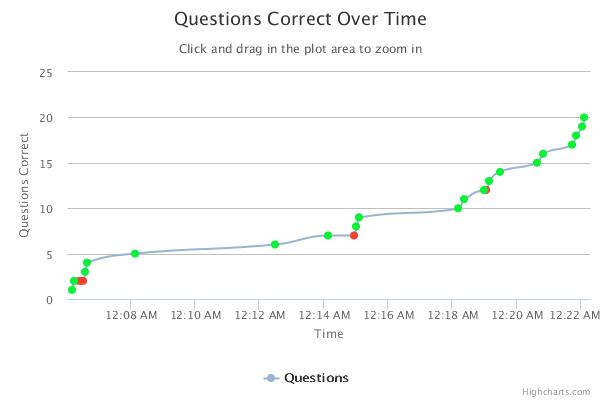 Questions Correct Over Time
Click and drag in the plot area to zoom in
25
20
15
10
5
0
Questions Correct
12:08 AM 12:10 AM 12:12 AM 12:14 AM 12:16 AM 12:18 AM 12:20 AM 12:22 AM
Time
Questions
Highcharts.com